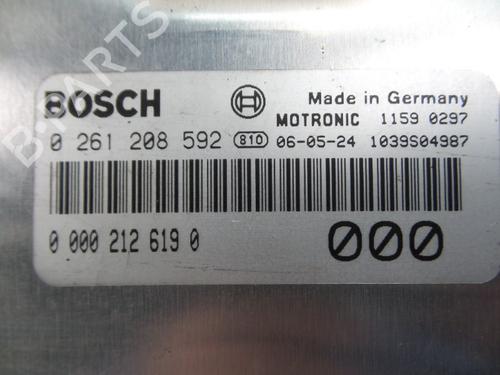 B-PARTS
BOSCH Made in Germany
MOTRONIC 1159 0297
0 261 208 592 810 06-05-24 1039S04987
0 000 212 619 0 000